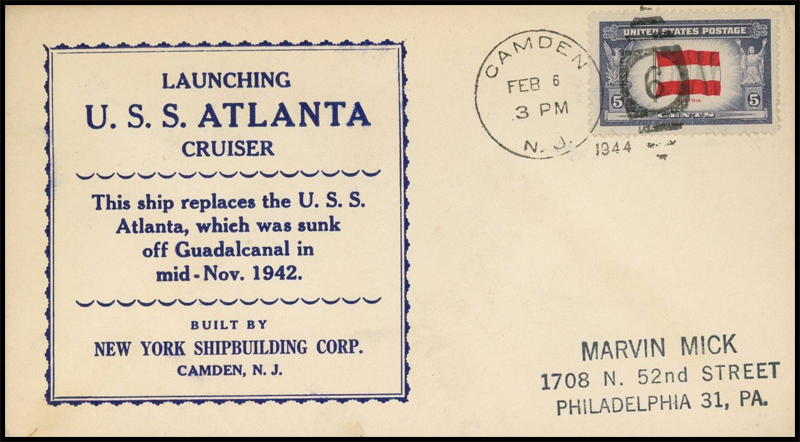 LAUNCHING
U. S. S. ATLANTA
CRUISER
This ship replaces the U. S. S.
Atlanta, which was sunk
off Guadalcanal in
mid - Nov. 1942.
BUILT BY
NEW YORK SHIPBUILDING CORP.
CAMDEN, N. J.
CAMDEN
FEB 6
3 PM
N. J.
1944
UNITED STATES POSTAGE
6
5 5
CENTS
MARVIN MICK
1708 N. 52nd STREET
PHILADELPHIA 31, PA.